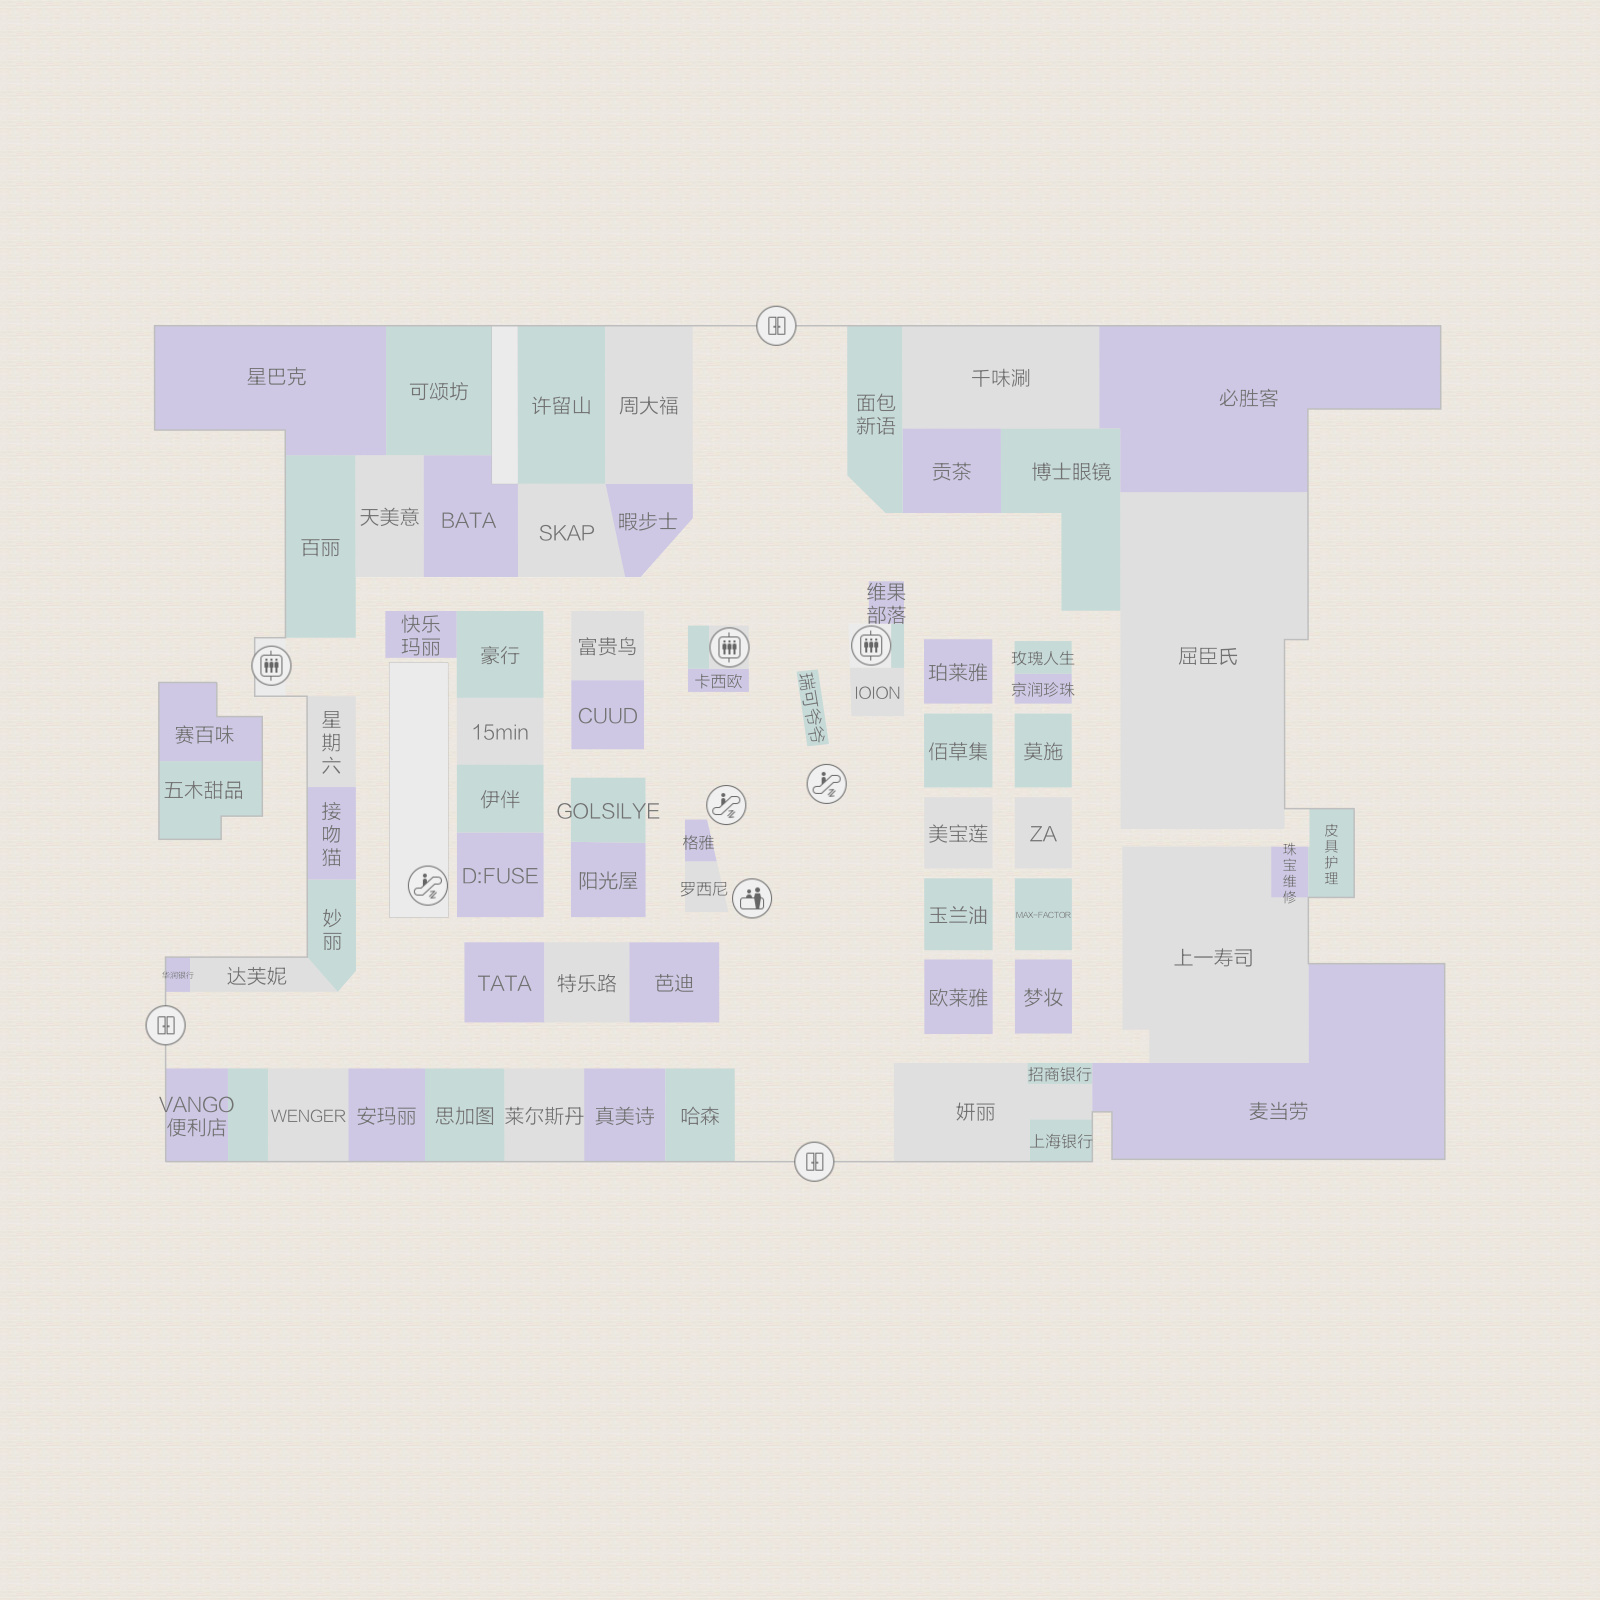 星巴克
可颂坊
许留山
周大福
面包
新语
千味涮
必胜客
贡茶
博士眼镜
百丽
天美意
BATA
SKAP
暇步士
快乐
玛丽
豪行
富贵鸟
卡西欧
维果
部落
IOION
瑞可爷爷
珀莱雅
玫瑰人生
京润珍珠
屈臣氏
赛百味
五木甜品
星
期
六
接
吻
猫
妙
丽
15min
CUUD
伊伴
GOLSILYE
D:FUSE
阳光屋
格雅
罗西尼
佰草集
莫施
美宝莲
ZA
玉兰油
MAX-FACTOR
欧莱雅
梦妆
皮
具
护
理
珠
宝
维
修
上一寿司
华润银行
达芙妮
TATA
特乐路
芭迪
VANGO
便利店
WENGER
安玛丽
思加图
莱尔斯丹
真美诗
哈森
妍丽
招商银行
上海银行
麦当劳